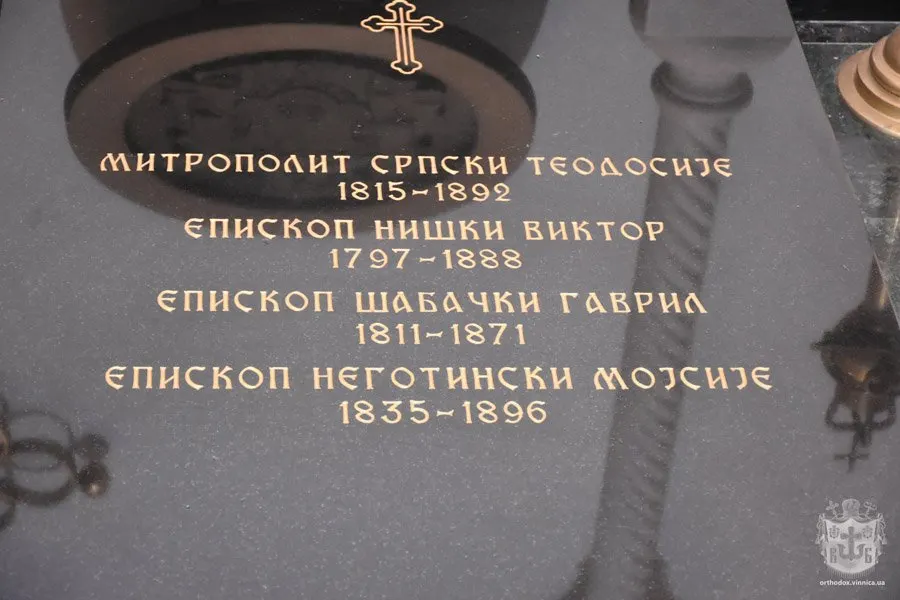 МИТРОПОЛИТ СРПСКИ ТЕОДОСИЈЕ
1815-1892
ЕПИСКОП НИШКИ ВИКТОР
1797-1888
ЕПИСКОП ШАБАЧКИ ГАВРИЛ
1811-1871
ЕПИСКОП НЕГОТИНСКИ МОЈСИЈЕ
1835-1896
В Б
orthodox.vinnica.ua